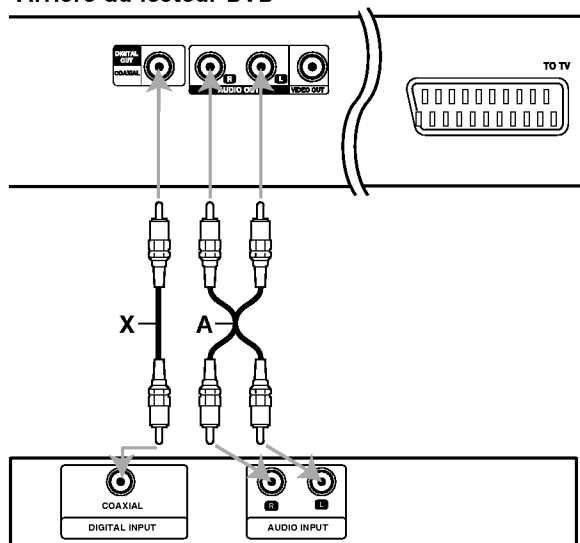 Arrière du lecteur DVD
DIGITAL
OUT
COAXIAL
R
L
AUDIO OUT
VIDEO OUT
TO TV
X
A
COAXIAL
DIGITAL INPUT
R
L
AUDIO INPUT